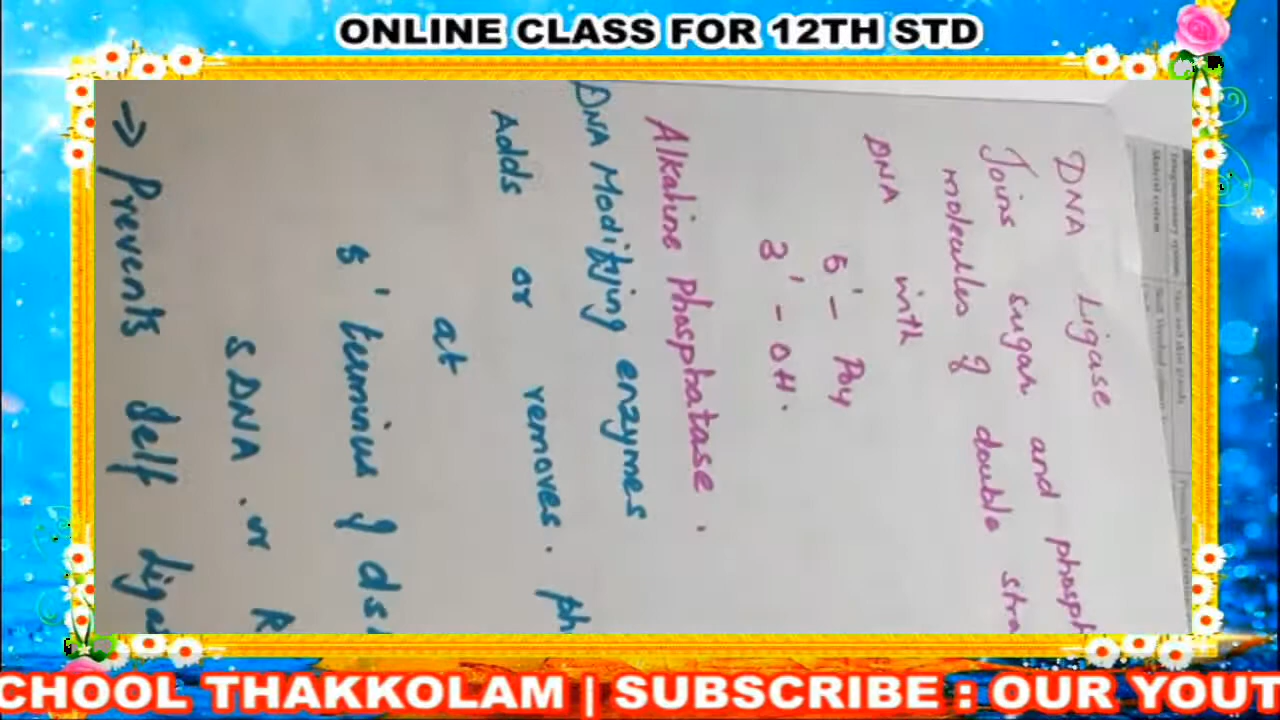 ONLINE CLASS FOR 12TH STD
DNA Ligase
Joins sugar and phosph
molecules of double stra
DNA with
5' - PO4
3' - OH.
Alkaline phosphatase.
DNA Modifying enzymes
Adds or removes. ph
at
5' terminus of ds
s DNA. or R
→ Prevents self liga
CHOOL THAKKOLAM | SUBSCRIBE : OUR YOUT